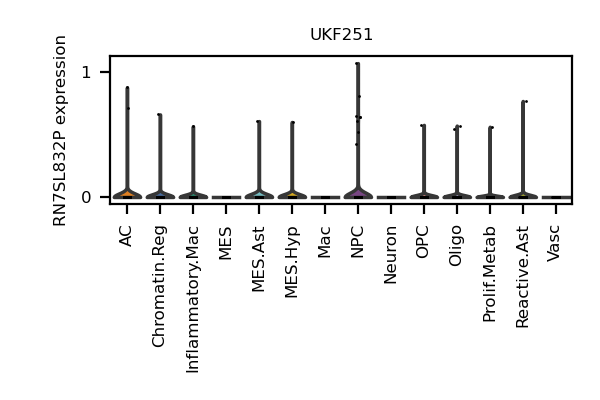 UKF251
RN7SL832P expression
1
0
AC
Chromatin.Reg
Inflammatory.Mac
MES
MES.Ast
MES.Hyp
Mac
NPC
Neuron
OPC
Oligo
Prolif.Metab
Reactive.Ast
Vasc